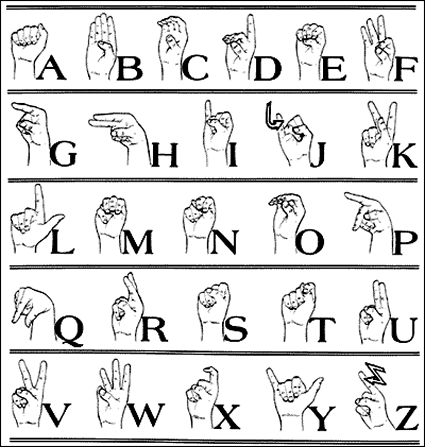 A B C D E F
G H I J K
L M N O P
Q R S T U
V W X Y Z